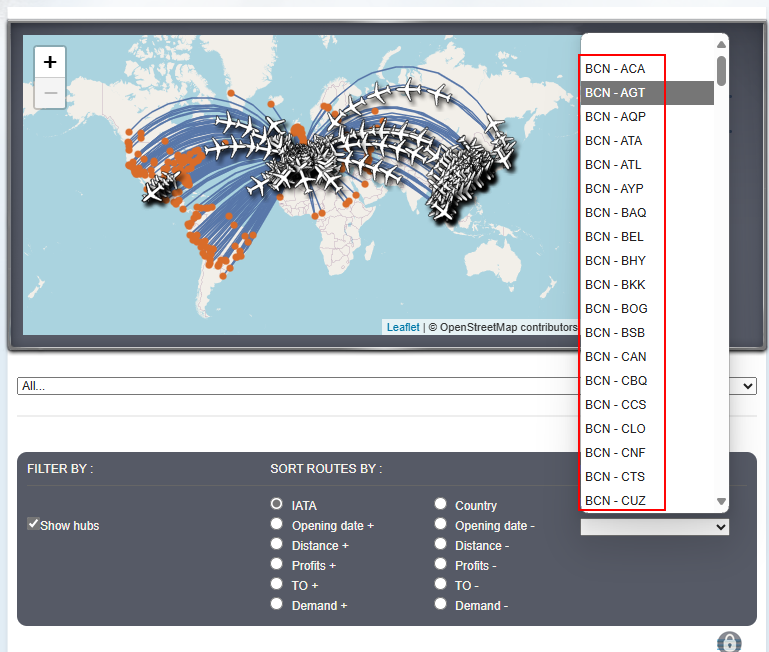 +
−
BCN - ACA
BCN - AGT
BCN - AQP
BCN - ATA
BCN - ATL
BCN - AYP
BCN - BAQ
BCN - BEL
BCN - BHY
BCN - BKK
BCN - BOG
BCN - BSB
BCN - CAN
BCN - CBQ
BCN - CCS
BCN - CLO
BCN - CNF
BCN - CTS
BCN - CUZ
Leaflet | © OpenStreetMap contributors
All...
FILTER BY :
SORT ROUTES BY :
Show hubs
IATA
Country
Opening date +
Opening date -
Distance +
Distance -
Profits +
Profits -
TO +
TO -
Demand +
Demand -